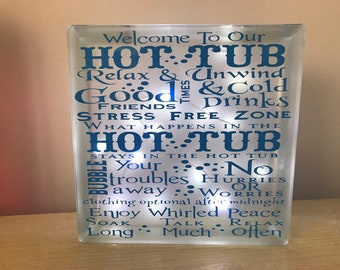 Welcome To Our
HOT TUB
Relax & Unwind
Good TIMES & Cold
FRIENDS Drinks
STRESS FREE ZONE
WHAT HAPPENS IN THE
HOT TUB
STAYS IN THE HOT TUB
BUBBLE Your troubles away
No HURRIES OR WORRIES
clothing optional after midnight
Enjoy Whirled Peace
SOAK TALK RELAX
Long Much Often